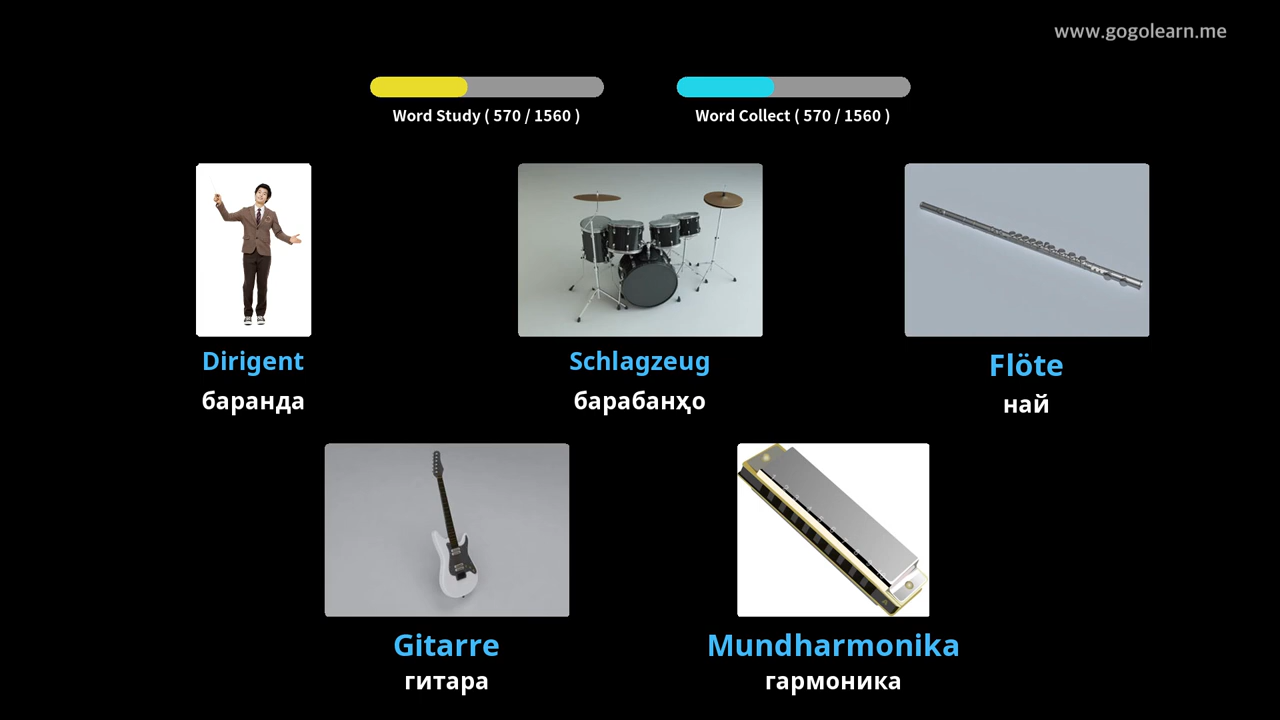 www.gogolearn.me
Word Study ( 570 / 1560 )
Word Collect ( 570 / 1560 )
Dirigent
баранда
Schlagzeug
барабанҳо
Flöte
най
Gitarre
гитара
Mundharmonika
гармоника